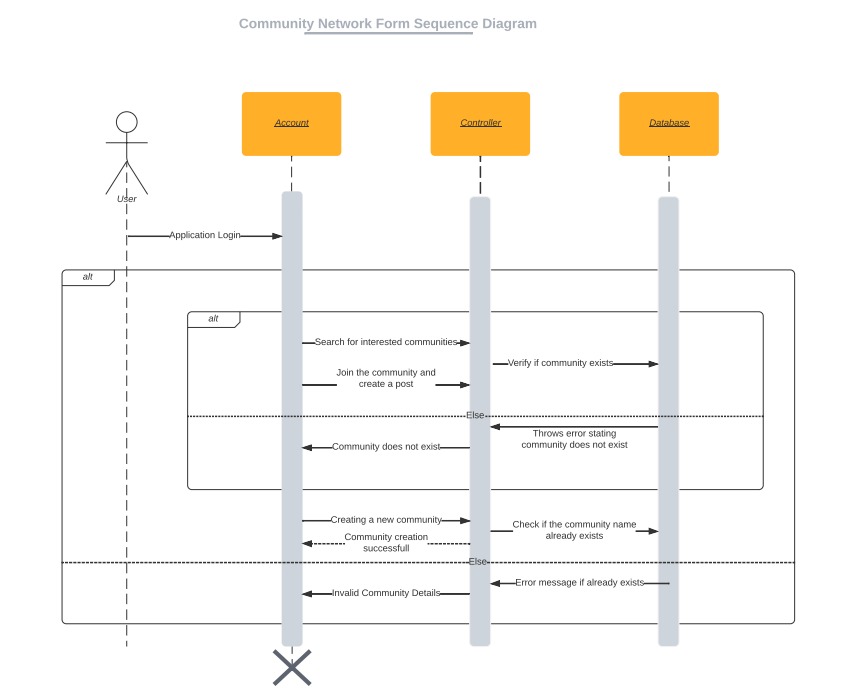 Community Network Form Sequence Diagram
Account
Controller
Database
User
Application Login
alt
alt
Search for interested communities
Verify if community exists
Join the community and
create a post
Else
Throws error stating
community does not exist
Community does not exist
Creating a new community
Check if the community name
already exists
Community creation
successfull
Else
Error message if already exists
Invalid Community Details